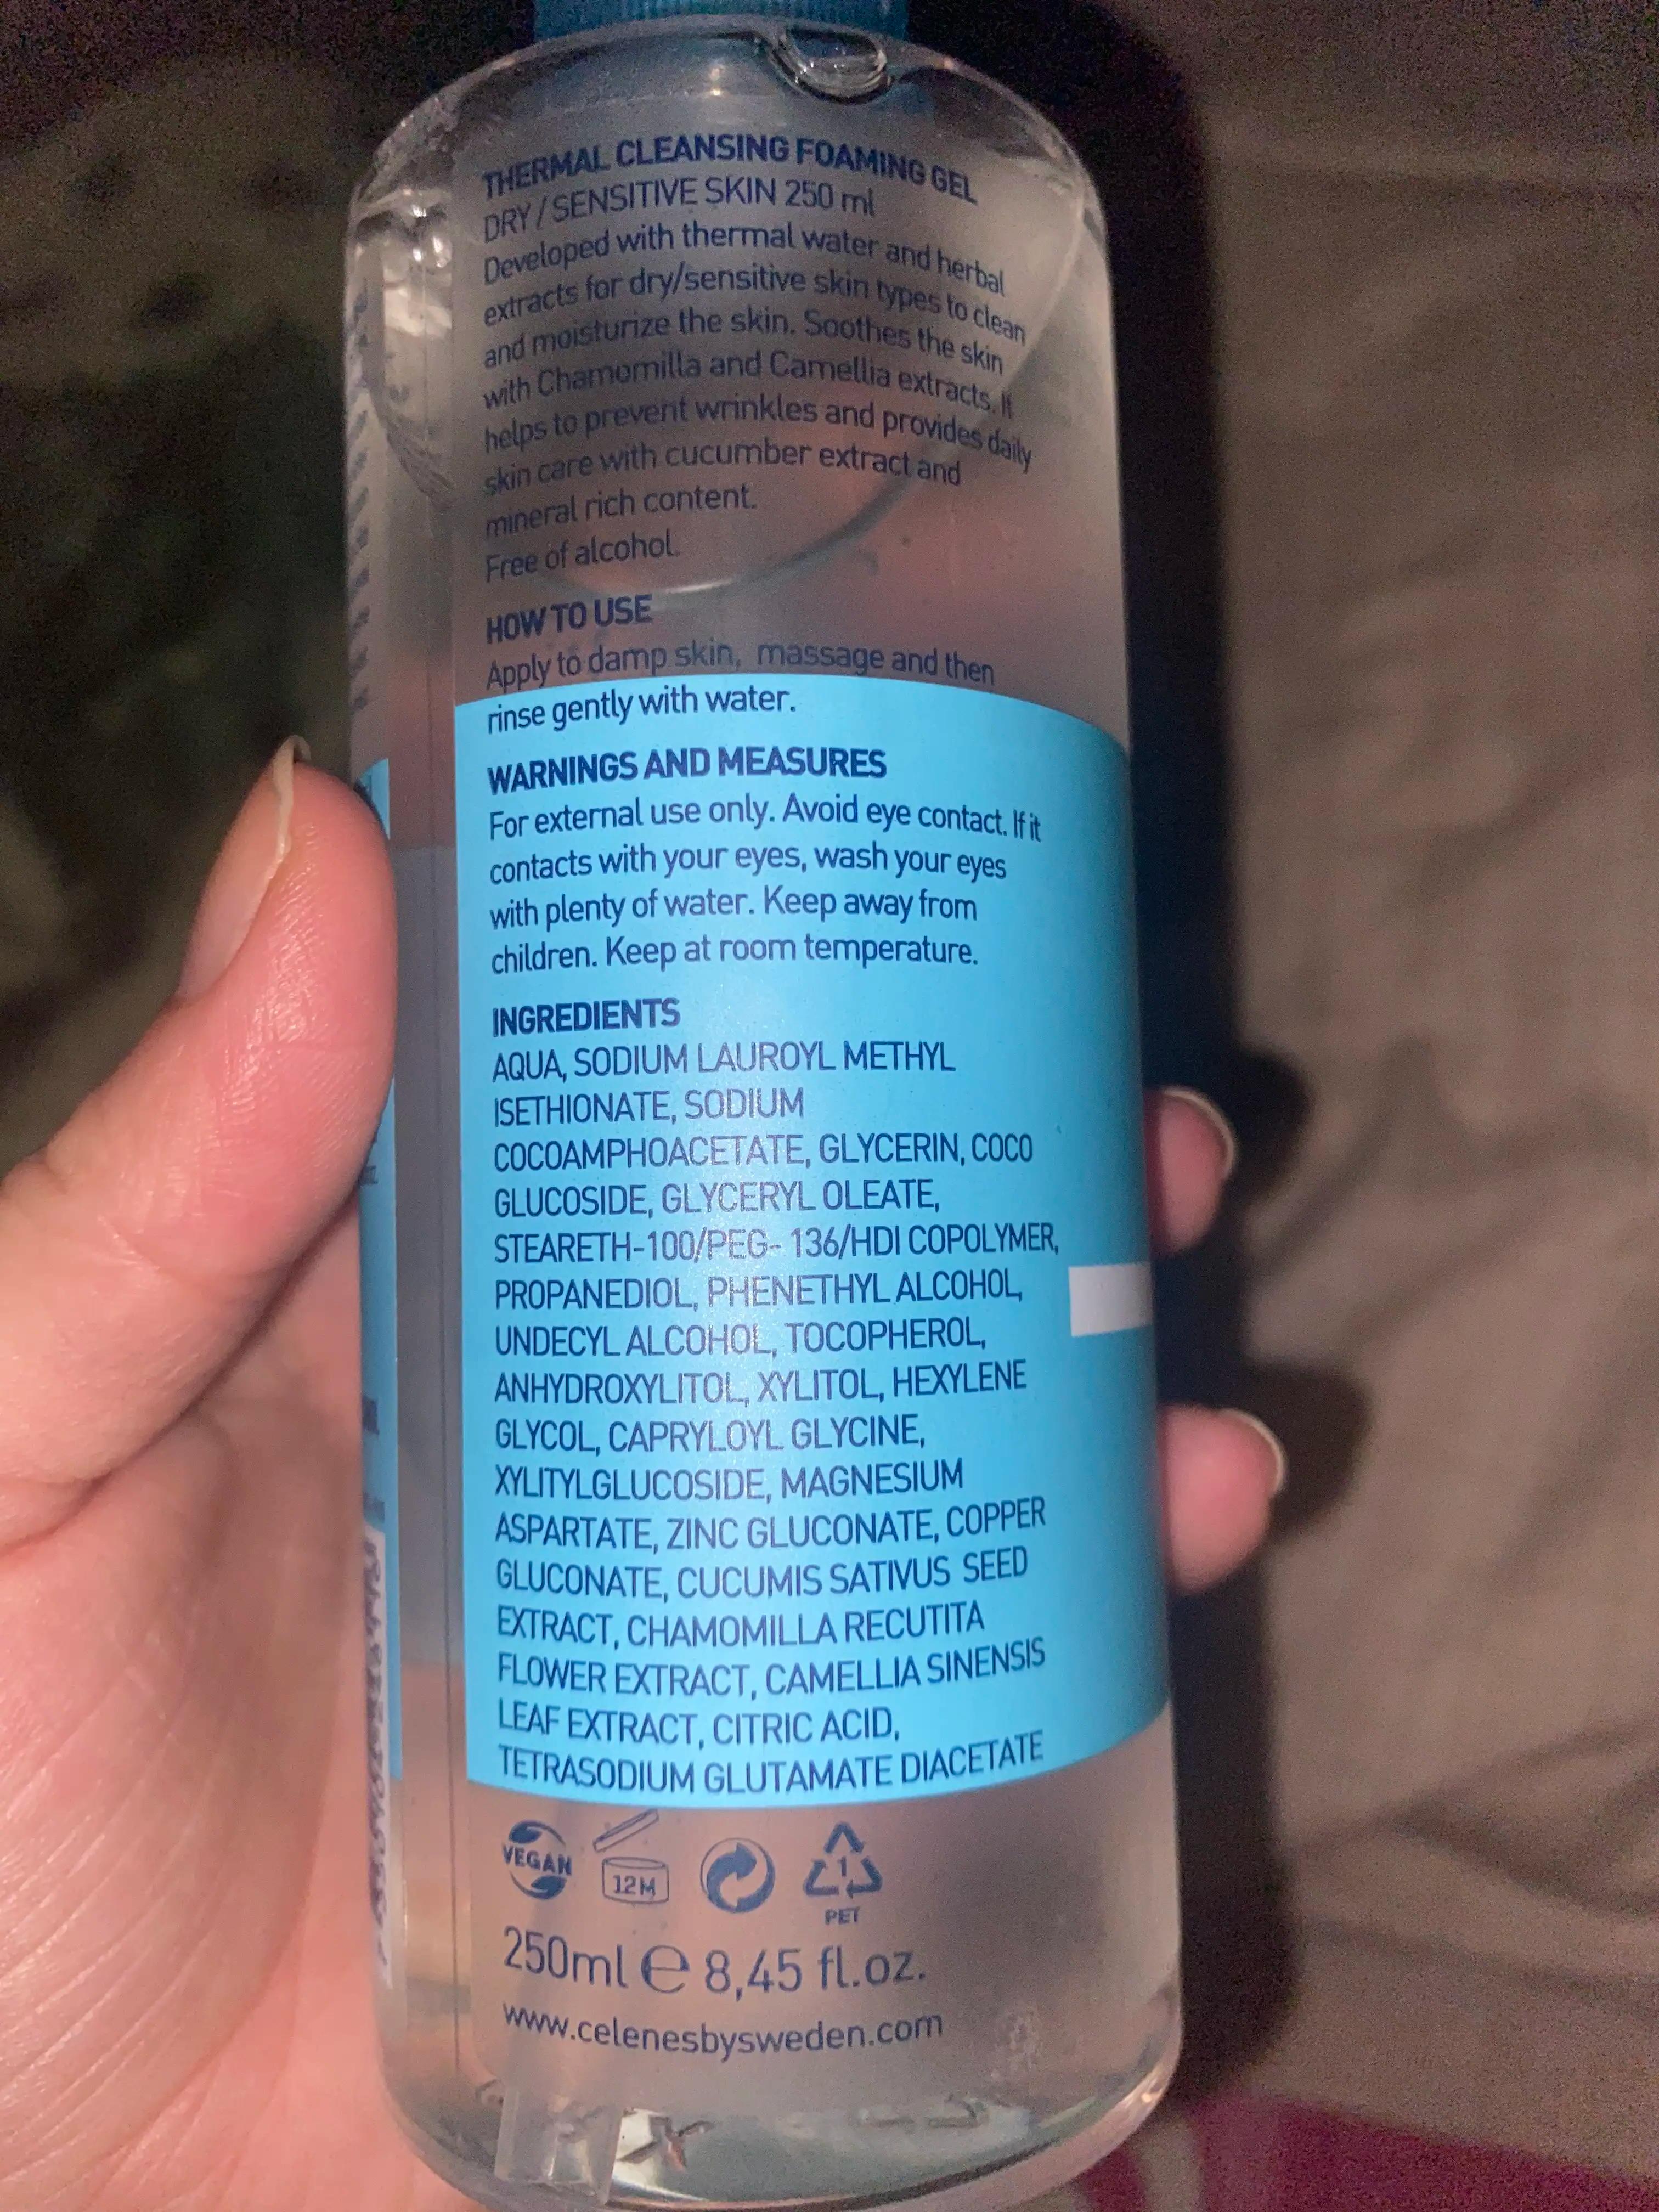 THERMAL CLEANSING FOAMING GEL
DRY / SENSITIVE SKIN 250 ml
Developed with thermal water and herbal
extracts for dry/sensitive skin types to clean
and moisturize the skin. Soothes the skin
with Chamomilla and Camellia extracts. It
helps to prevent wrinkles and provides daily
skin care with cucumber extract and
mineral rich content.
Free of alcohol.
HOW TO USE
Apply to damp skin, massage and then
rinse gently with water.
WARNINGS AND MEASURES
For external use only. Avoid eye contact. If it
contacts with your eyes, wash your eyes
with plenty of water. Keep away from
children. Keep at room temperature.
INGREDIENTS
AQUA, SODIUM LAUROYL METHYL
ISETHIONATE, SODIUM
COCOAMPHOACETATE, GLYCERIN, COCO
GLUCOSIDE, GLYCERYL OLEATE,
STEARETH-100/PEG- 136/HDI COPOLYMER,
PROPANEDIOL, PHENETHYL ALCOHOL,
UNDECYL ALCOHOL, TOCOPHEROL,
ANHYDROXYLITOL, XYLITOL, HEXYLENE
GLYCOL, CAPRYLOYL GLYCINE,
XYLITYLGLUCOSIDE, MAGNESIUM
ASPARTATE, ZINC GLUCONATE, COPPER
GLUCONATE, CUCUMIS SATIVUS SEED
EXTRACT, CHAMOMILLA RECUTITA
FLOWER EXTRACT, CAMELLIA SINENSIS
LEAF EXTRACT, CITRIC ACID,
TETRASODIUM GLUTAMATE DIACETATE
VEGAN 12M 1
PET
250ml e 8,45 fl.oz.
www.celenesbysweden.com